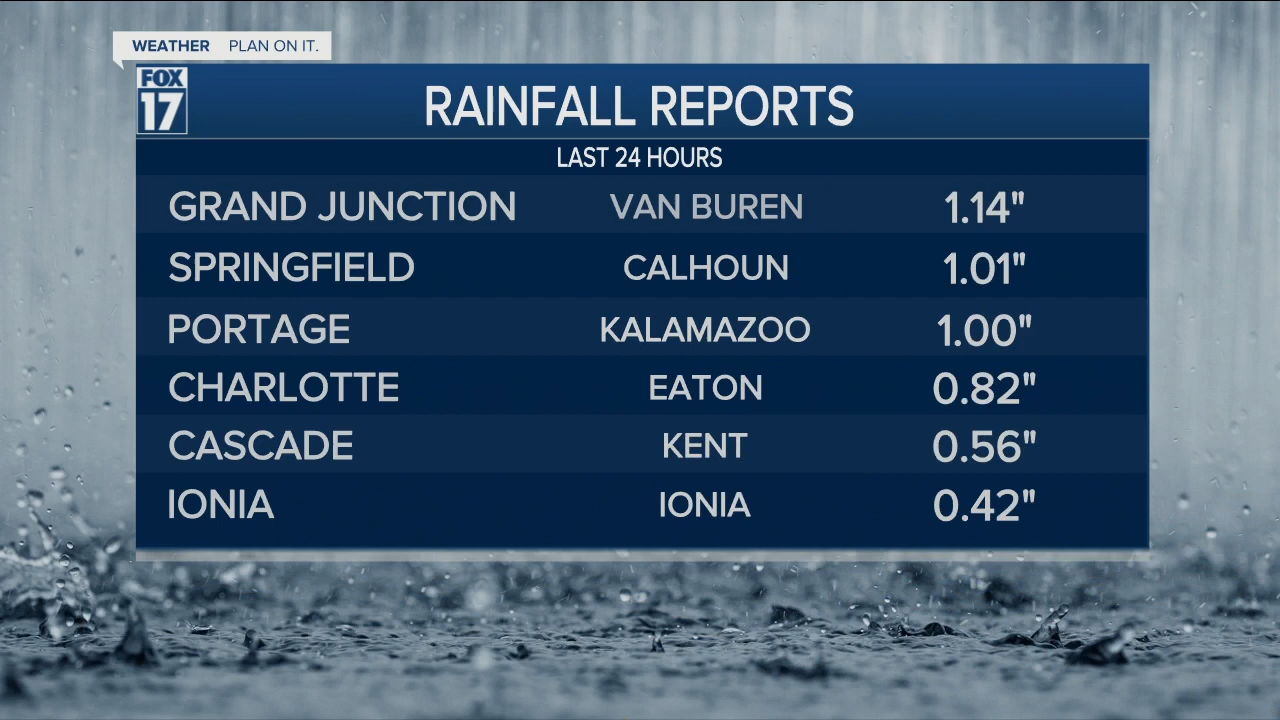 WEATHER PLAN ON IT.
FOX
17
RAINFALL REPORTS
LAST 24 HOURS
GRAND JUNCTION VAN BUREN 1.14"
SPRINGFIELD CALHOUN 1.01"
PORTAGE KALAMAZOO 1.00"
CHARLOTTE EATON 0.82"
CASCADE KENT 0.56"
IONIA IONIA 0.42"